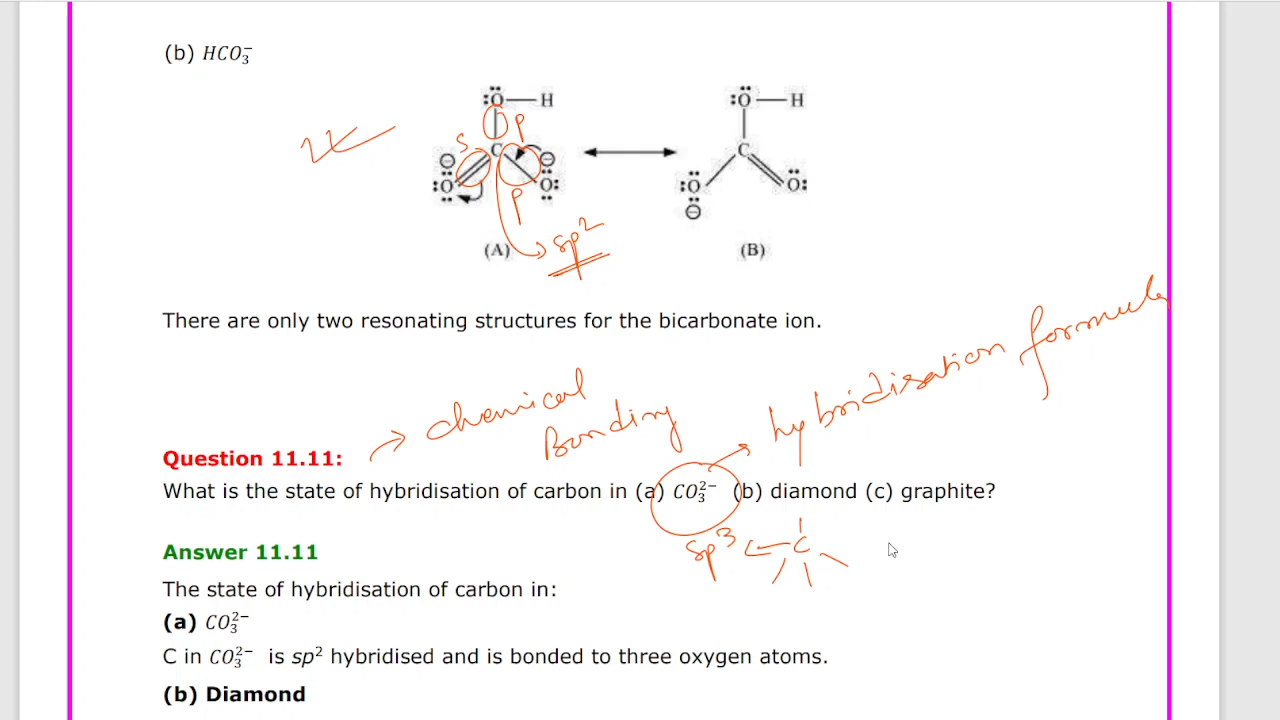 (b) HCO₃⁻
:Ö — H    :Ö — H
S P
C    C
:O    O:    :O    O:
P
sp²
(A)    (B)
There are only two resonating structures for the bicarbonate ion.
hybridisation formula
→ chemical
Bonding
Question 11.11:
What is the state of hybridisation of carbon in (a) CO₃²⁻ (b) diamond (c) graphite?
sp³ ← C
Answer 11.11
The state of hybridisation of carbon in:
(a) CO₃²⁻
C in CO₃²⁻ is sp² hybridised and is bonded to three oxygen atoms.
(b) Diamond